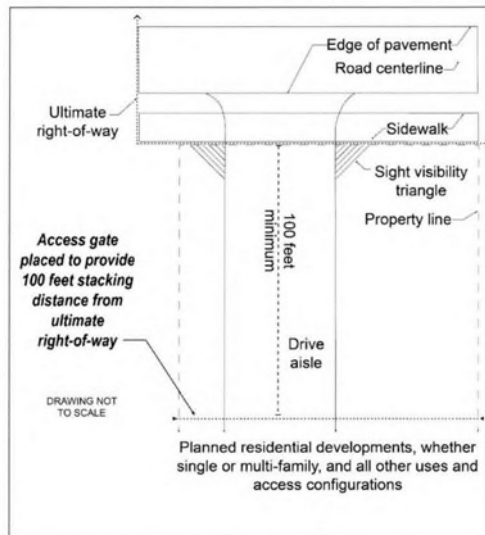 Edge of pavement
Road centerline
Ultimate
right-of-way
Sidewalk
Sight visibility
triangle
Property line
100 feet
minimum
Access gate
placed to provide
100 feet stacking
distance from
ultimate
right-of-way
Drive
aisle
DRAWING NOT
TO SCALE
Planned residential developments, whether
single or multi-family, and all other uses and
access configurations